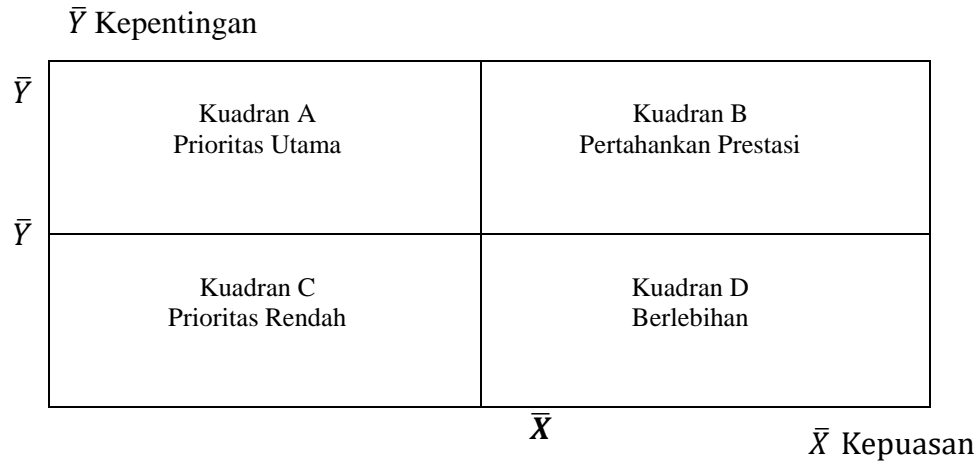 Ȳ Kepentingan
Ȳ
Kuadran A
Prioritas Utama
Kuadran B
Pertahankan Prestasi
Ȳ
Kuadran C
Prioritas Rendah
Kuadran D
Berlebihan
X̄
X̄ Kepuasan